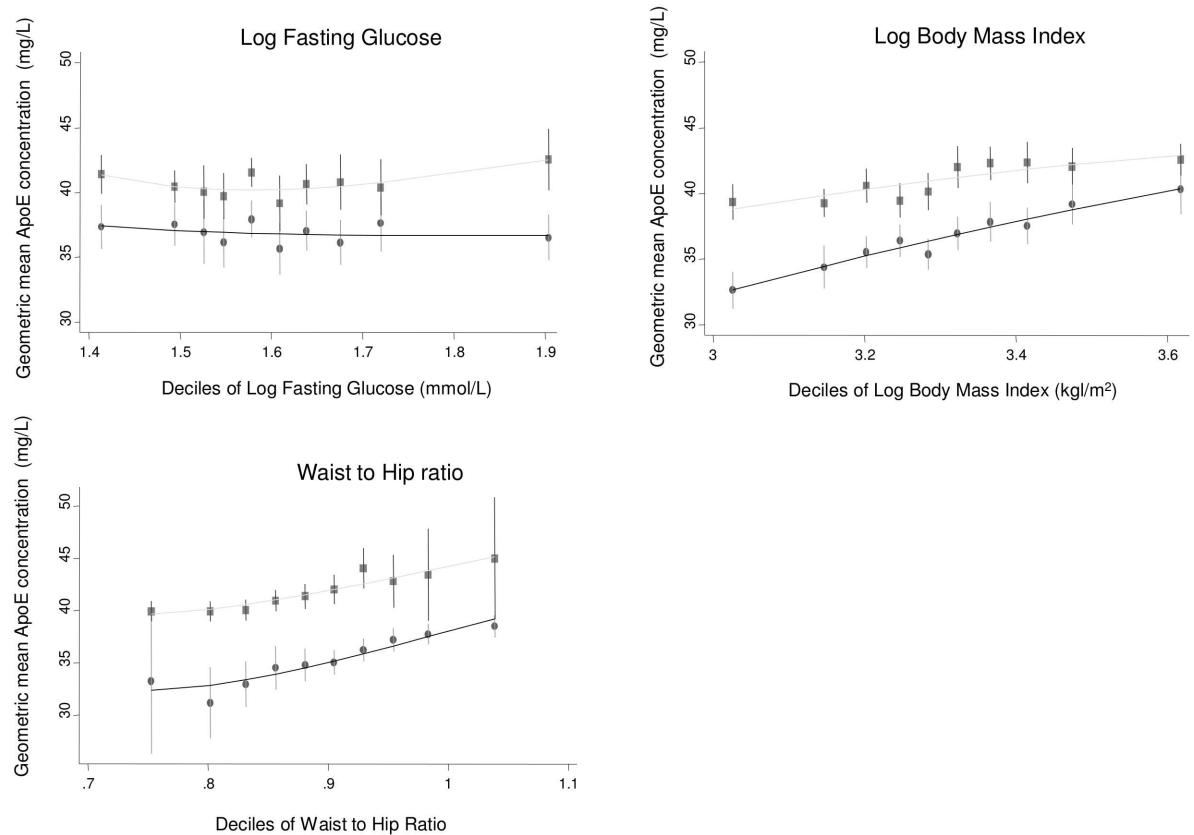 Log Fasting Glucose
Geometric mean ApoE concentration (mg/L)
50
45
40
35
30
1.4 1.5 1.6 1.7 1.8 1.9
Deciles of Log Fasting Glucose (mmol/L)
Log Body Mass Index
Geometric mean ApoE concentration (mg/L)
50
45
40
35
30
3 3.2 3.4 3.6
Deciles of Log Body Mass Index (kgl/m²)
Waist to Hip ratio
Geometric mean ApoE concentration (mg/L)
50
45
40
35
30
.7 .8 .9 1 1.1
Deciles of Waist to Hip Ratio